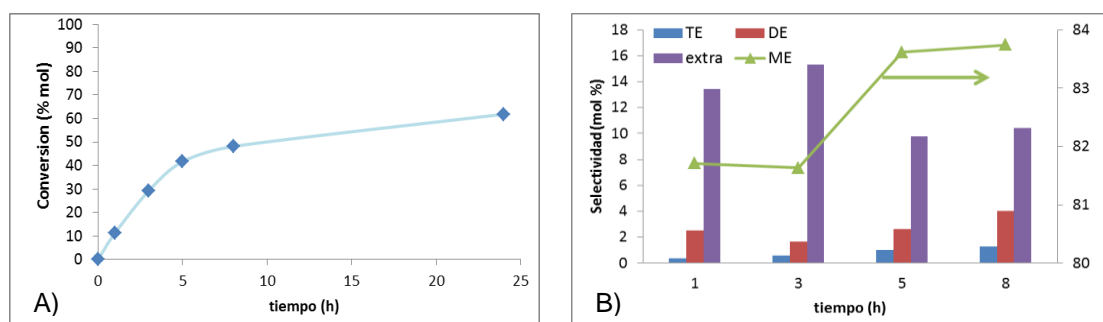 Conversion (% mol)
100
90
80
70
60
50
40
30
20
10
0
0 5 10 15 20 25
tiempo (h)
A)
TE DE
extra ME
Selectividad (mol %)
18
16
14
12
10
8
6
4
2
0
84
83
82
81
80
1 3 5 8
tiempo (h)
B)